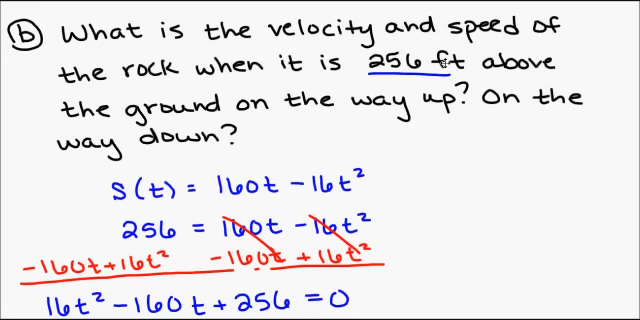 (b) What is the velocity and speed of
the rock when it is 256 ft above
the ground on the way up? On the
way down?
S(t) = 160t - 16t²
256 = 160t - 16t²
-160t + 16t² -160t + 16t²
16t² - 160t + 256 = 0